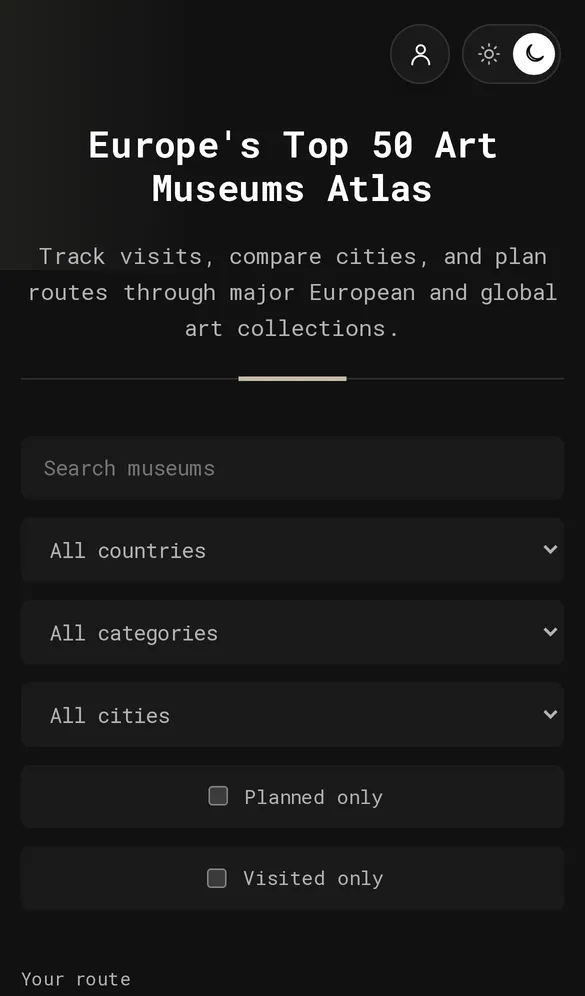 Europe's Top 50 Art
Museums Atlas
Track visits, compare cities, and plan
routes through major European and global
art collections.
Search museums
All countries
All categories
All cities
Planned only
Visited only
Your route